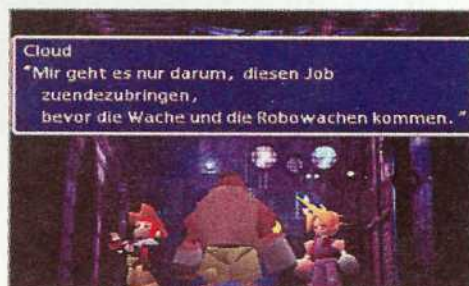 Cloud
"Mir geht es nur darum, diesen Job
zuendezubringen,
bevor die Wache und die Robowachen kommen."